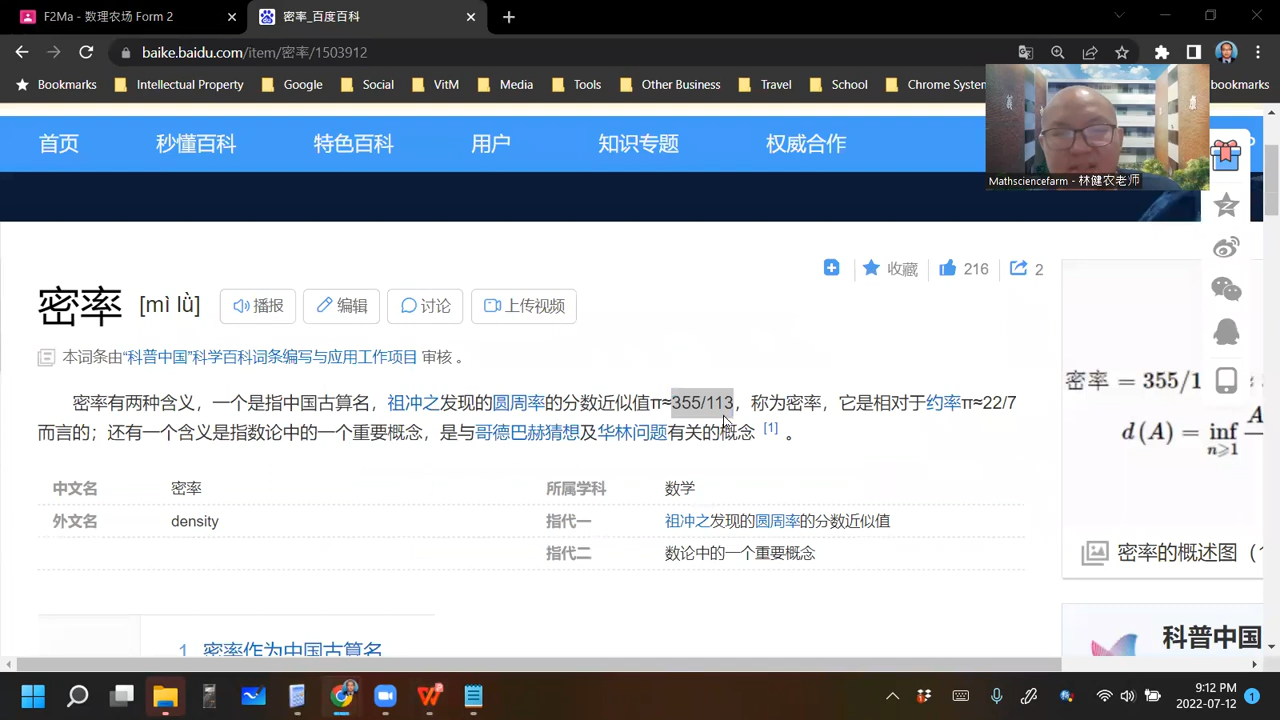 F2Ma - 数理农场 Form 2
密率_百度百科
baike.baidu.com/item/密率/1503912
Bookmarks Intellectual Property Google Social VitM Media Tools Other Business Travel School Chrome System bookmarks
首页 秒懂百科 特色百科 用户 知识专题 权威合作
Mathsciencefarm - 林健农老师
收藏 216 2
密率 [mì lǜ] 播报 编辑 讨论 上传视频
本词条由“科普中国”科学百科词条编写与应用工作项目 审核 。
密率有两种含义，一个是指中国古算名，祖冲之发现的圆周率的分数近似值π≈355/113，称为密率，它是相对于约率π≈22/7
而言的；还有一个含义是指数论中的一个重要概念，是与哥德巴赫猜想及华林问题有关的概念 [1] 。
密率 = 355/1
d(A) = inf A
n⩾1
中文名 密率 所属学科 数学
外文名 density 指代一 祖冲之发现的圆周率的分数近似值
指代二 数论中的一个重要概念
密率的概述图（1
1 密率作为中国古算名
科普中国
9:12 PM
2022-07-12
1